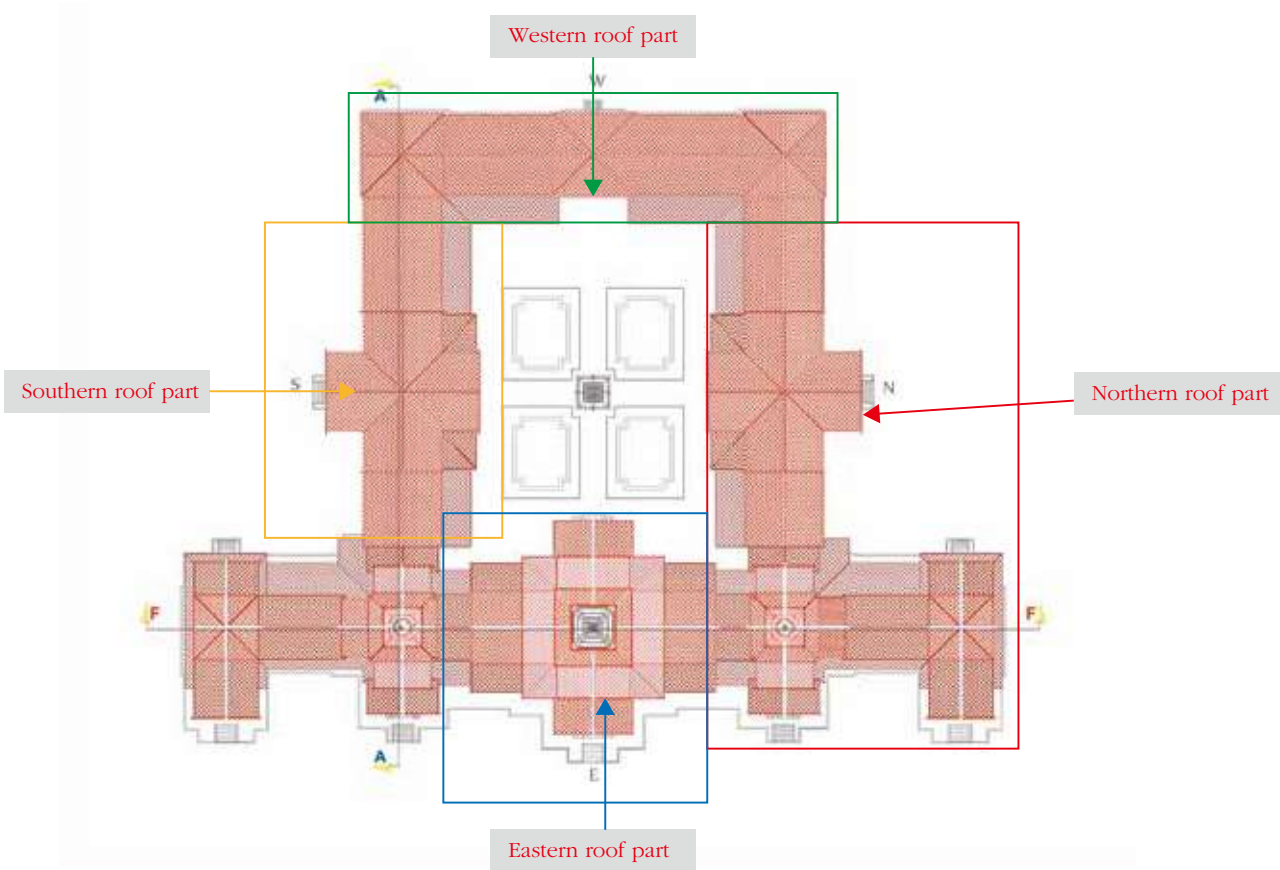 Western roof part
W
A
Southern roof part
S
N
Northern roof part
F
F
A
E
Eastern roof part